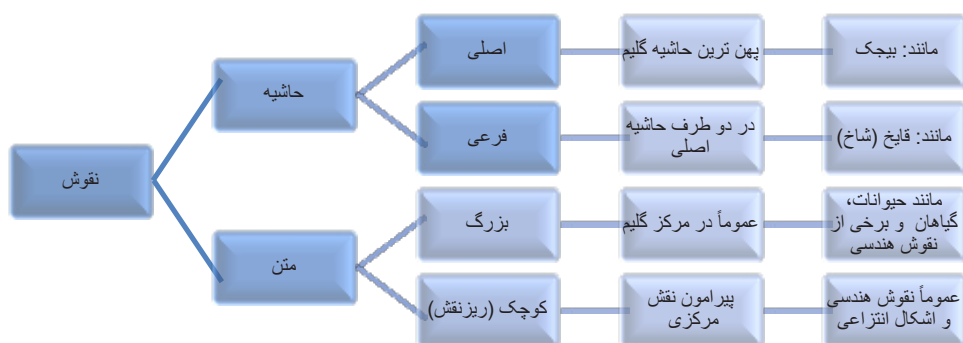 نقوش
حاشیه
اصلی
پهن ترین حاشیه گلیم
مانند: بیجک
فرعی
در دو طرف حاشیه
اصلی
مانند: قایخ (شاخ)
متن
بزرگ
عموماً در مرکز گلیم
مانند حیوانات،
گیاهان و برخی از
نقوش هندسی
کوچک (ریزنقش)
پیرامون نقش
مرکزی
عموماً نقوش هندسی
و اشکال انتزاعی